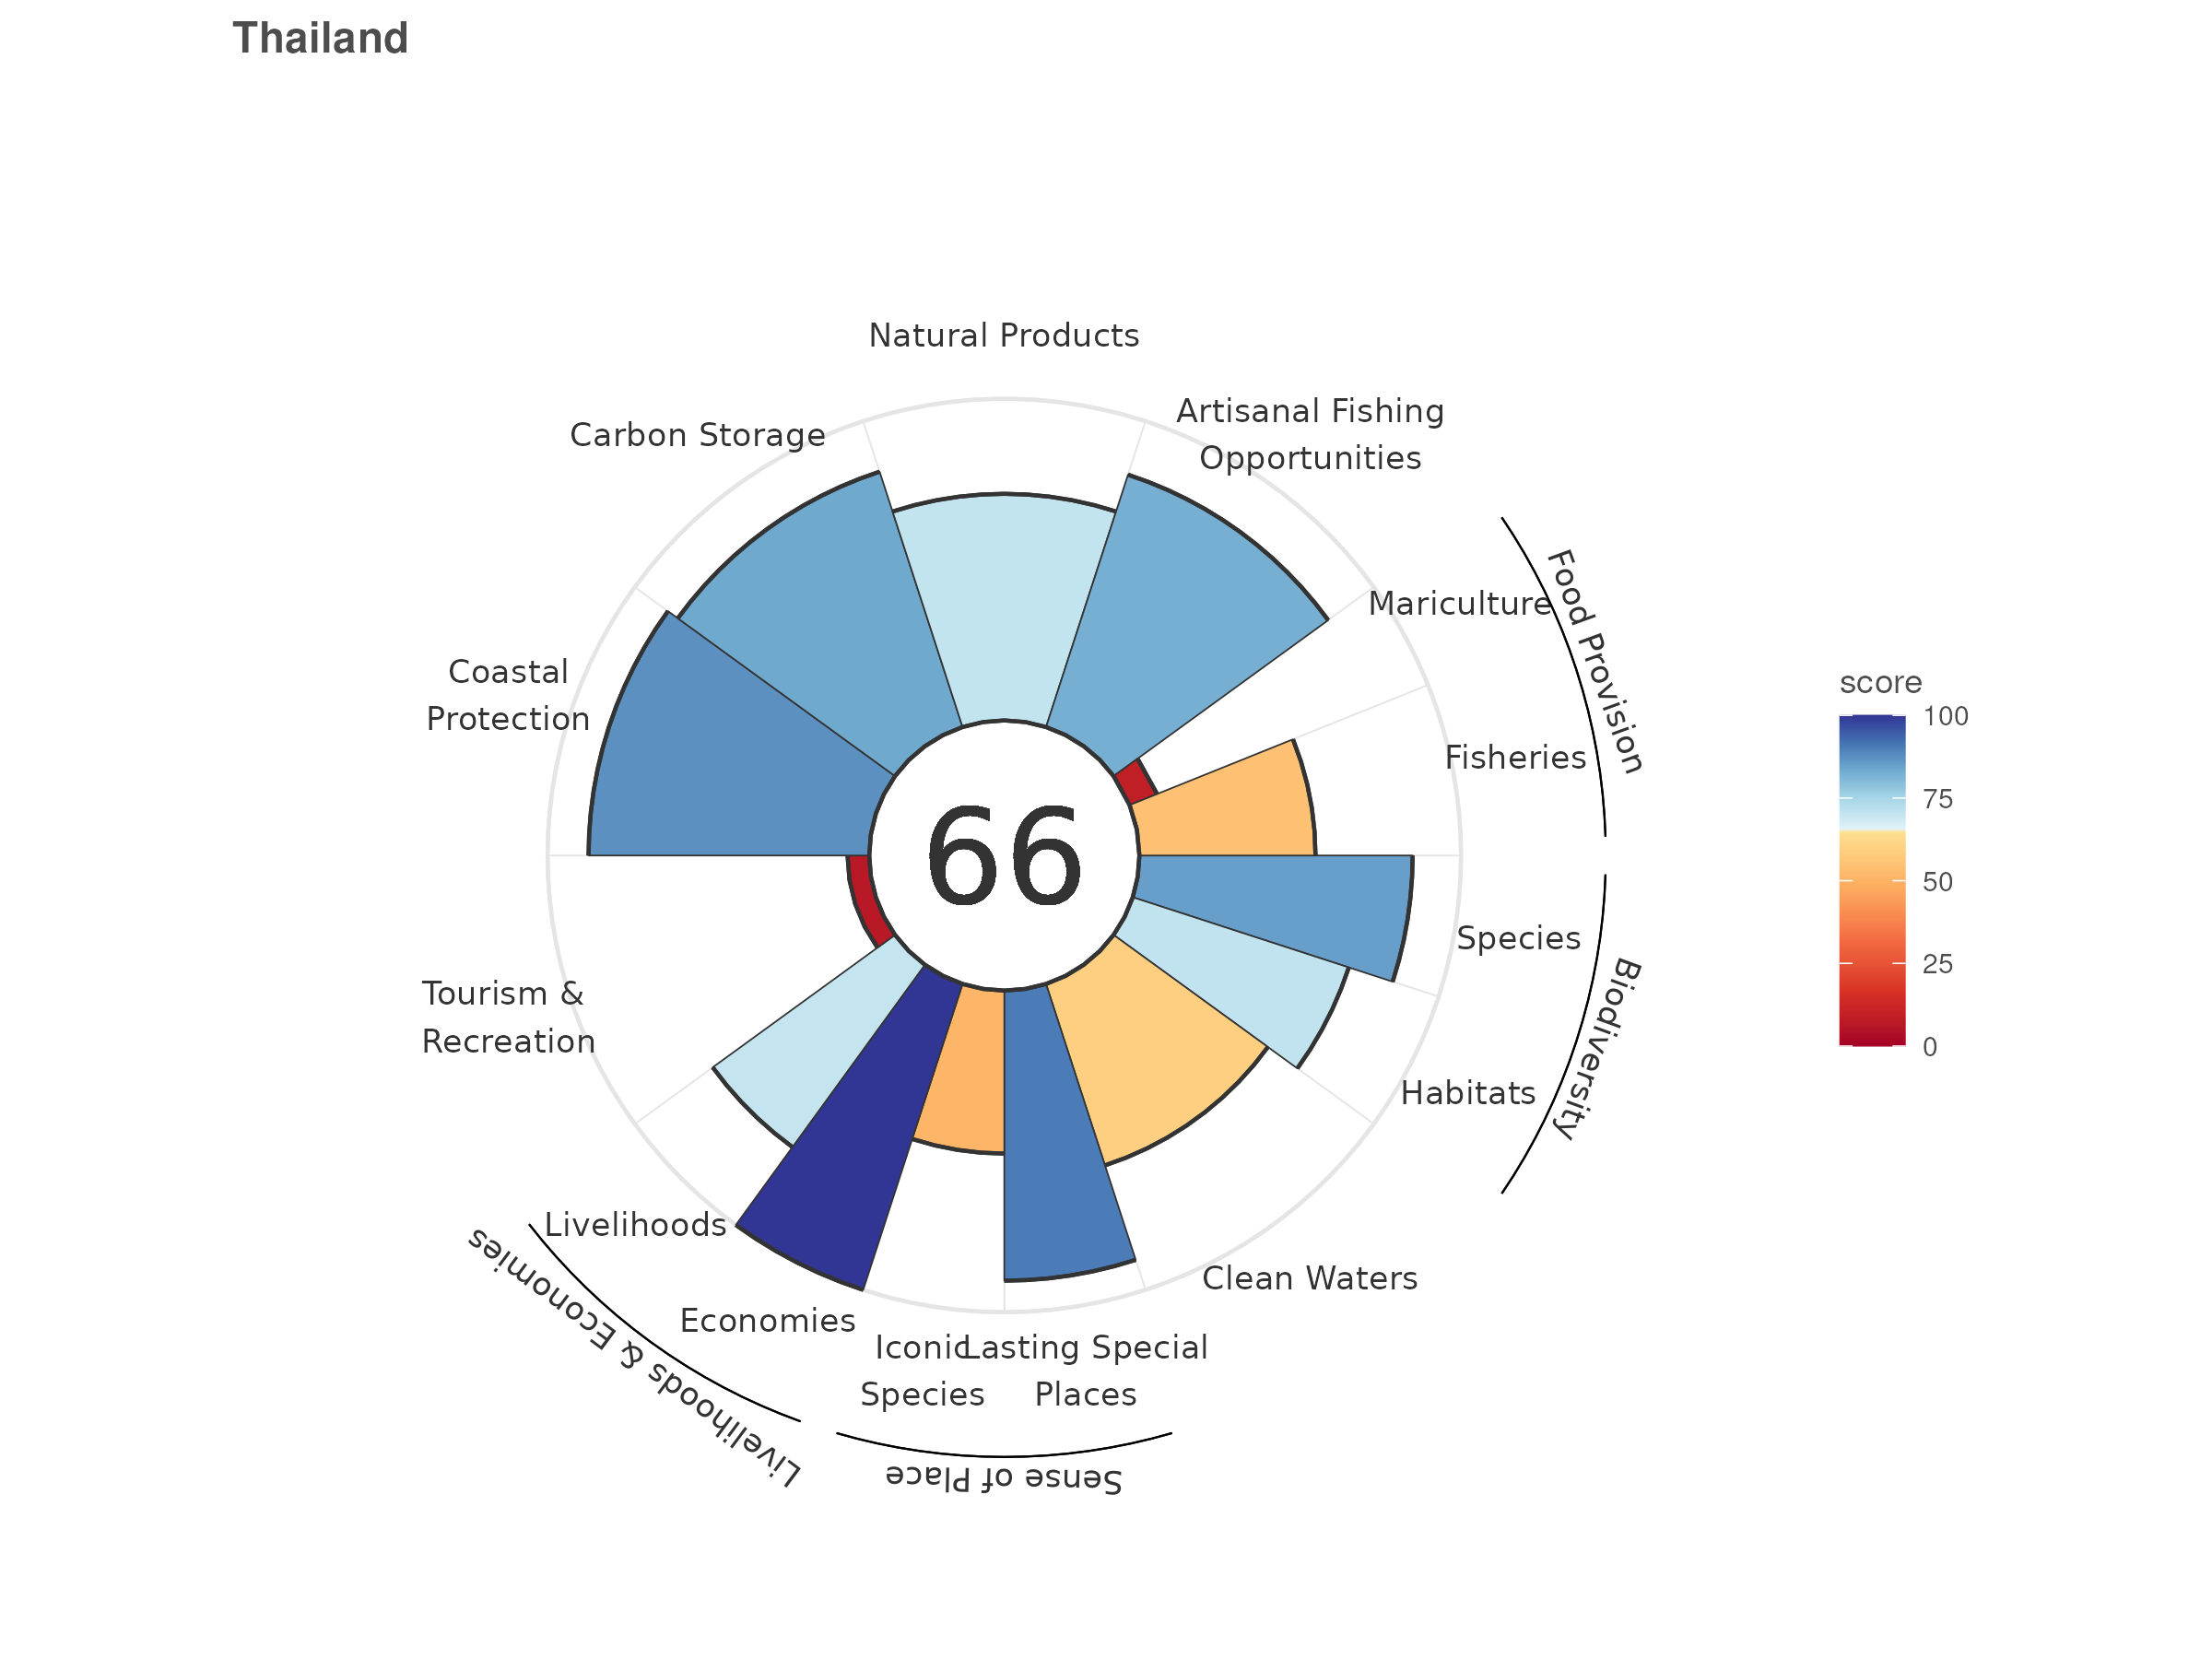 Thailand
Natural Products
Artisanal Fishing
Opportunities
Carbon Storage
Mariculture
Food Provision
Coastal
Protection
Fisheries
score
100
75
50
25
0
66
Species
Biodiversity
Habitats
Tourism &
Recreation
Livelihoods
Livelihoods & Economies
Economies
Clean Waters
Iconic
Species
Lasting Special
Places
Sense of Place